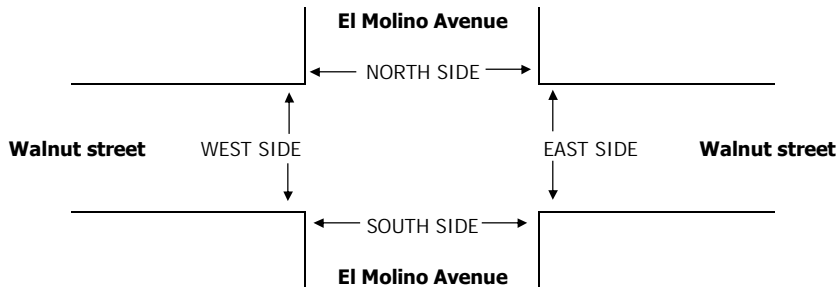 El Molino Avenue
NORTH SIDE
Walnut street WEST SIDE EAST SIDE Walnut street
SOUTH SIDE
El Molino Avenue